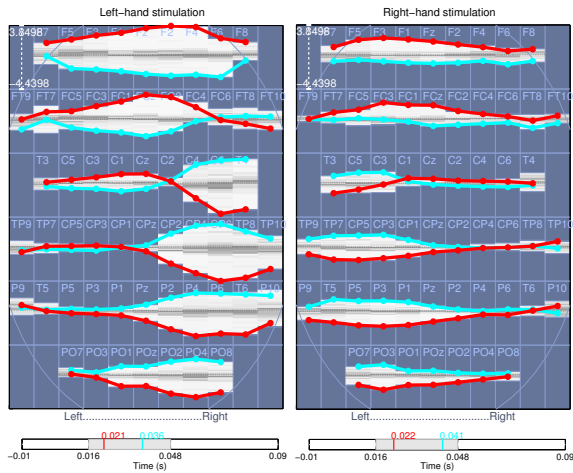 Left-hand stimulation
Right-hand stimulation
3.8498
-4.4398
F5 F3 F2 F4 F6 F8
FT9 FT7 FC5 FC3 FC1 FC2 FC4 FC6 FT8 FT10
T3 C5 C3 C1 Cz C2 C4
TP9 TP7 CP5 CP3 CP1 CPz CP2 TP8 TP10
P9 T5 P5 P3 P1 Pz P2 P4 P6 T6 P10
PO7 PO3 PO1 POz PO2 PO4 PO8
Left............................Right
0.021 0.036
-0.01 0.016 0.048 0.09
Time (s)
3.8498
-4.4398
F7 F5 F3 F1 Fz F2 F4 F6 F8
FT9 FT7 FC5 FC3 FC1 FCz FC2 FC4 FC6 FT8 FT10
T3 C5 C3 C1 Cz C2 C4 C6 T4
TP9 TP7 CP5 CP3 CP1 CPz CP2 CP4 CP6 TP8 TP10
P9 T5 P5 P3 P1 Pz P2 P4 P6 T6 P10
PO7 PO3 PO1 POz PO2 PO4 PO8
Left............................Right
0.022 0.041
-0.01 0.016 0.048 0.09
Time (s)